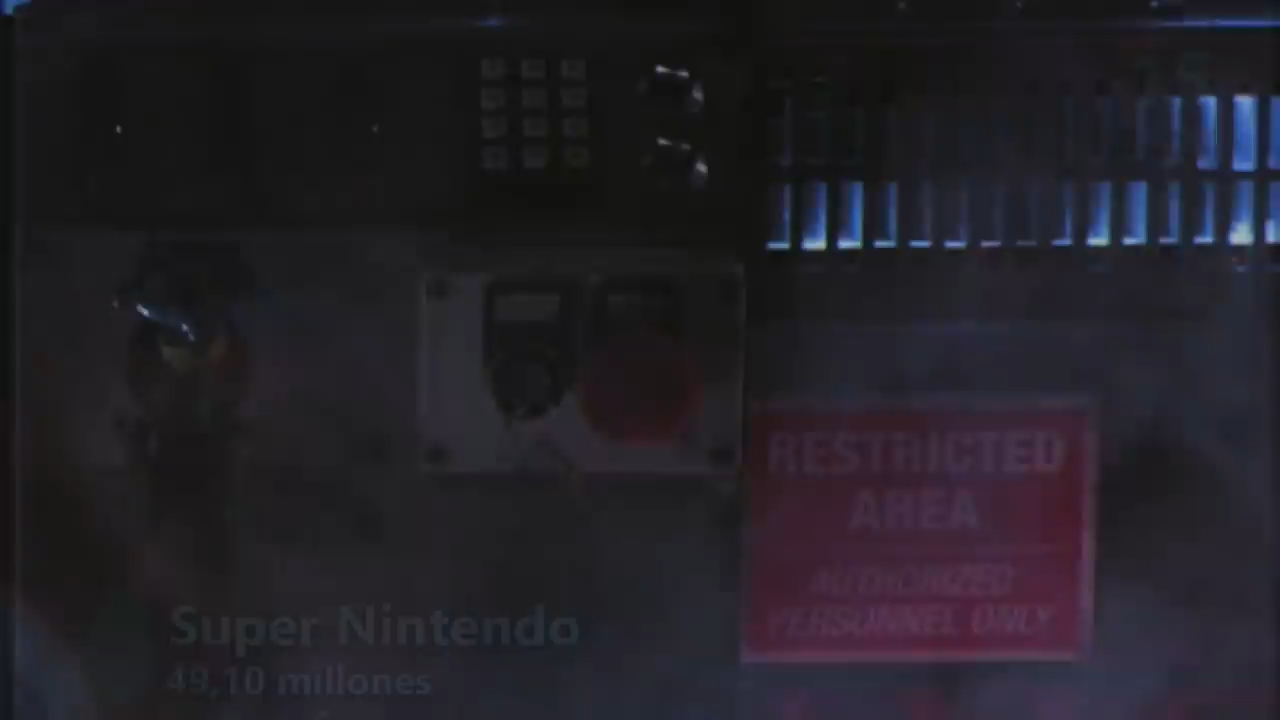 RESTRICTED
AREA
AUTHORIZED
PERSONNEL ONLY
Super Nintendo
49,10 millones